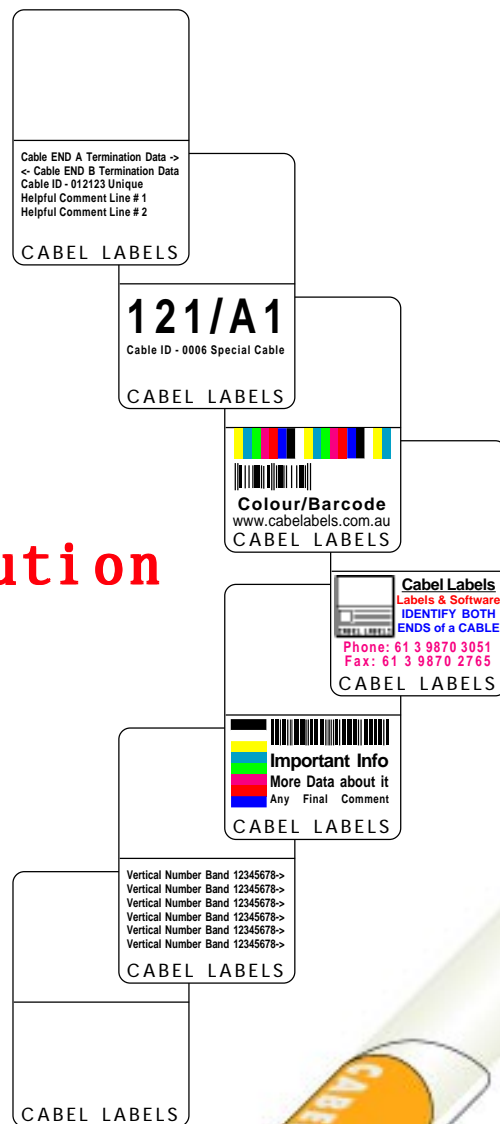 Cable END A Termination Data ->
<- Cable END B Termination Data
Cable ID - 012123 Unique
Helpful Comment Line # 1
Helpful Comment Line # 2
CABEL LABELS
121/A1
Cable ID - 0006 Special Cable
CABEL LABELS
Colour/Barcode
www.cabelabels.com.au
CABEL LABELS
ution
Cabel Labels
Labels & Software
IDENTIFY BOTH
ENDS of a CABLE
CABEL LABELS
Phone: 61 3 9870 3051
Fax: 61 3 9870 2765
CABEL LABELS
Important Info
More Data about it
Any Final Comment
CABEL LABELS
Vertical Number Band 12345678->
Vertical Number Band 12345678->
Vertical Number Band 12345678->
Vertical Number Band 12345678->
Vertical Number Band 12345678->
Vertical Number Band 12345678->
CABEL LABELS
CABEL LABELS
CABE